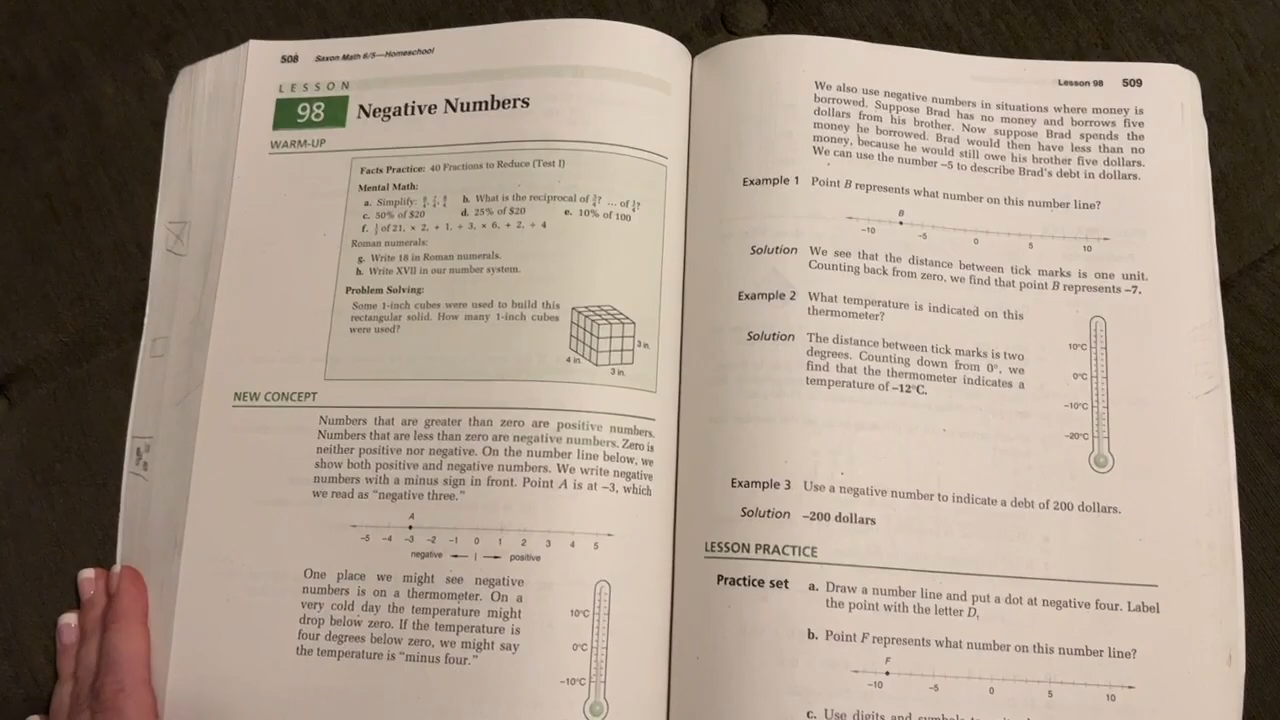 508 Saxon Math 6/5—Homeschool
LESSON
98 Negative Numbers
WARM-UP
Facts Practice: 40 Fractions to Reduce (Test I)
Mental Math:
a. Simplify: b. What is the reciprocal of ... of
c. 50% of $20 d. 25% of $20 e. 10% of 100
f. of 21, × 2, + 1, ÷ 3, × 6, + 2, ÷ 4
Roman numerals:
g. Write 18 in Roman numerals.
h. Write XVII in our number system.
Problem Solving:
Some 1-inch cubes were used to build this
rectangular solid. How many 1-inch cubes
were used?
3 in.
4 in.
3 in.
NEW CONCEPT
Numbers that are greater than zero are positive numbers.
Numbers that are less than zero are negative numbers. Zero is
neither positive nor negative. On the number line below, we
show both positive and negative numbers. We write negative
numbers with a minus sign in front. Point A is at –3, which
we read as “negative three.”
A
–5 –4 –3 –2 –1 0 1 2 3 4 5
negative positive
One place we might see negative
numbers is on a thermometer. On a
very cold day the temperature might
drop below zero. If the temperature is
four degrees below zero, we might say
the temperature is “minus four.”
10°C
0°C
–10°C
Lesson 98 509
We also use negative numbers in situations where money is
borrowed. Suppose Brad has no money and borrows five
dollars from his brother. Now suppose Brad spends the
money he borrowed. Brad would then have less than no
money, because he would still owe his brother five dollars.
We can use the number –5 to describe Brad's debt in dollars.
Example 1 Point B represents what number on this number line?
B
–10 –5 0 5 10
Solution We see that the distance between tick marks is one unit.
Counting back from zero, we find that point B represents –7.
Example 2 What temperature is indicated on this
thermometer?
Solution The distance between tick marks is two
degrees. Counting down from 0°, we
find that the thermometer indicates a
temperature of –12°C.
10°C
0°C
–10°C
–20°C
Example 3 Use a negative number to indicate a debt of 200 dollars.
Solution –200 dollars
LESSON PRACTICE
Practice set a. Draw a number line and put a dot at negative four. Label
the point with the letter D.
b. Point F represents what number on this number line?
F
–10 –5 0 5 10
c. Use digits and